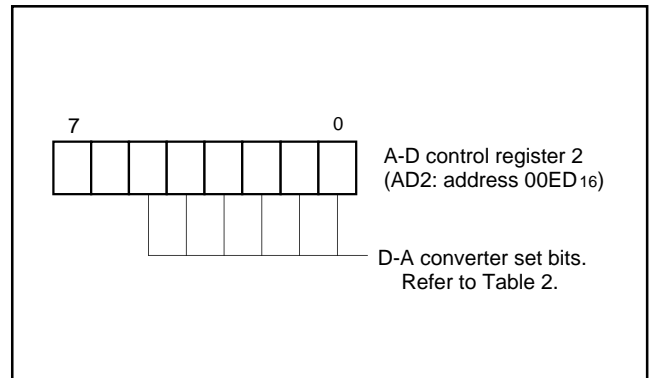 7 0
A-D control register 2
(AD2: address 00ED16)
D-A converter set bits.
Refer to Table 2.